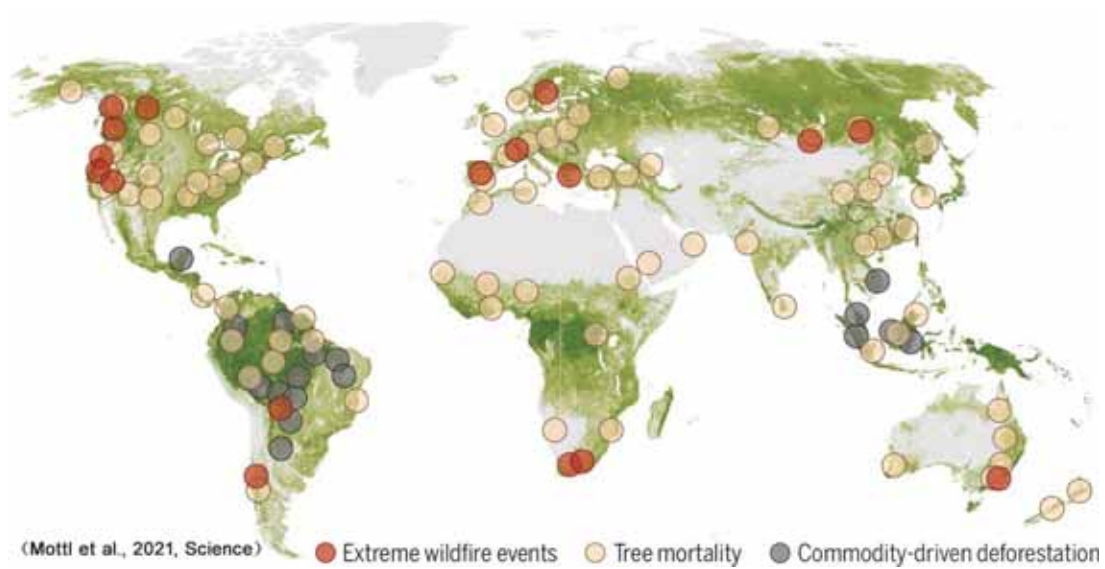 （Mottl et al., 2021, Science） Extreme wildfire events Tree mortality Commodity-driven deforestation